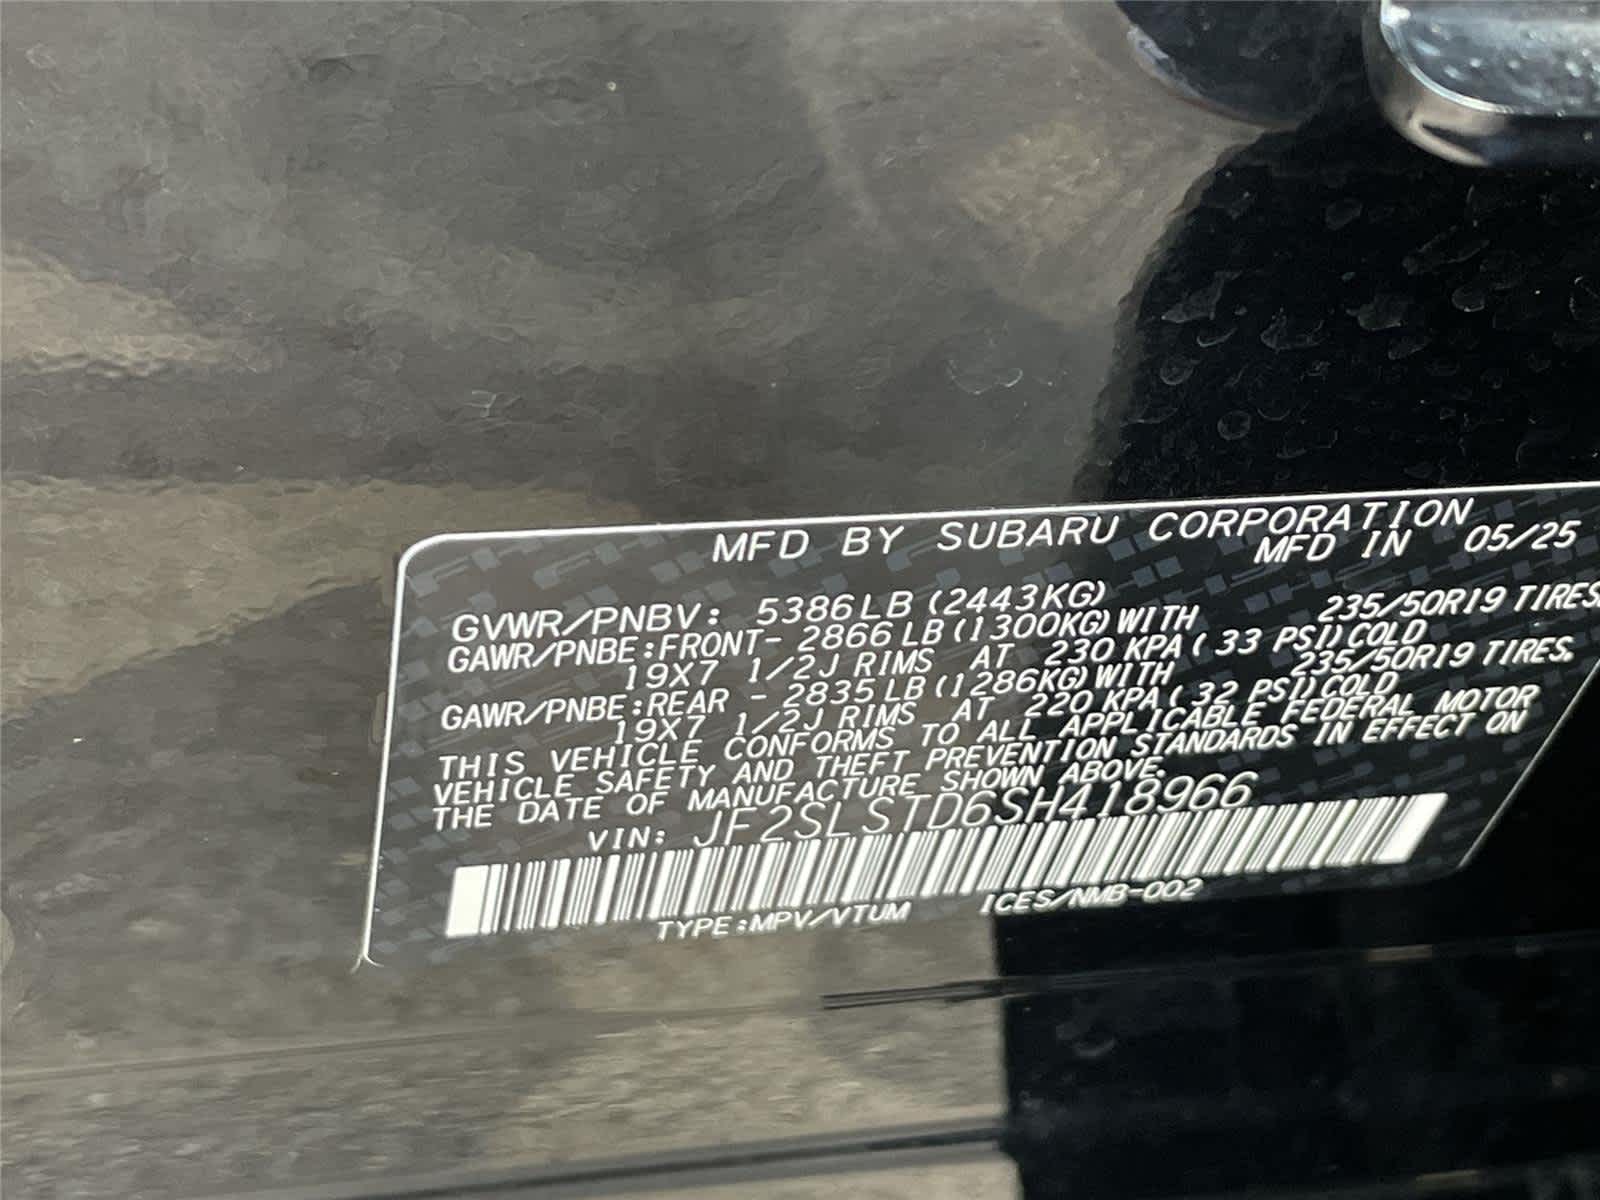 MFD BY SUBARU CORPORATION
MFD IN 05/25
GVWR/PNBV: 5386LB (2443KG)
GAWR/PNBE:FRONT- 2866LB(1300KG)WITH 235/50R19 TIRES,
19X7 1/2J RIMS AT 230 KPA( 33 PSI)COLD
GAWR/PNBE:REAR - 2835LB(1286KG)WITH 235/50R19 TIRES,
19X7 1/2J RIMS AT 220 KPA( 32 PSI)COLD
THIS VEHICLE CONFORMS TO ALL APPLICABLE FEDERAL MOTOR
VEHICLE SAFETY AND THEFT PREVENTION STANDARDS IN EFFECT ON
THE DATE OF MANUFACTURE SHOWN ABOVE.
VIN: JF2SLSTD6SH418966
TYPE:MPV/VTUM ICES/NMB-002